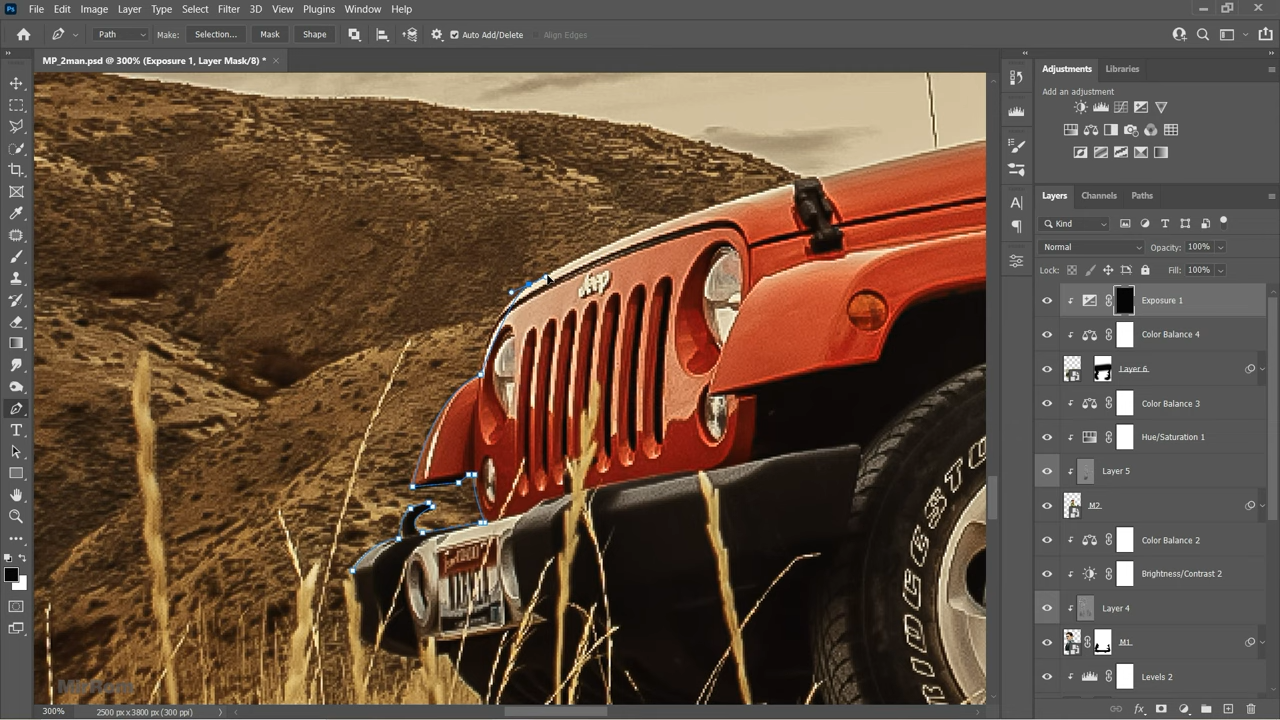 Ps File Edit Image Layer Type Select Filter 3D View Plugins Window Help
Path Make: Selection... Mask Shape Auto Add/Delete Align Edges
MP_2man.psd @ 300% (Exposure 1, Layer Mask/8) *
Adjustments Libraries
Add an adjustment
Layers Channels Paths
Kind
Normal Opacity: 100%
Lock: Fill: 100%
Exposure 1
Color Balance 4
Layer 6
Color Balance 3
Hue/Saturation 1
Layer 5
M2
Color Balance 2
Brightness/Contrast 2
Layer 4
M1
Levels 2
Jeep
BRIDGESTO
300% 2500 px x 3800 px (300 ppi)